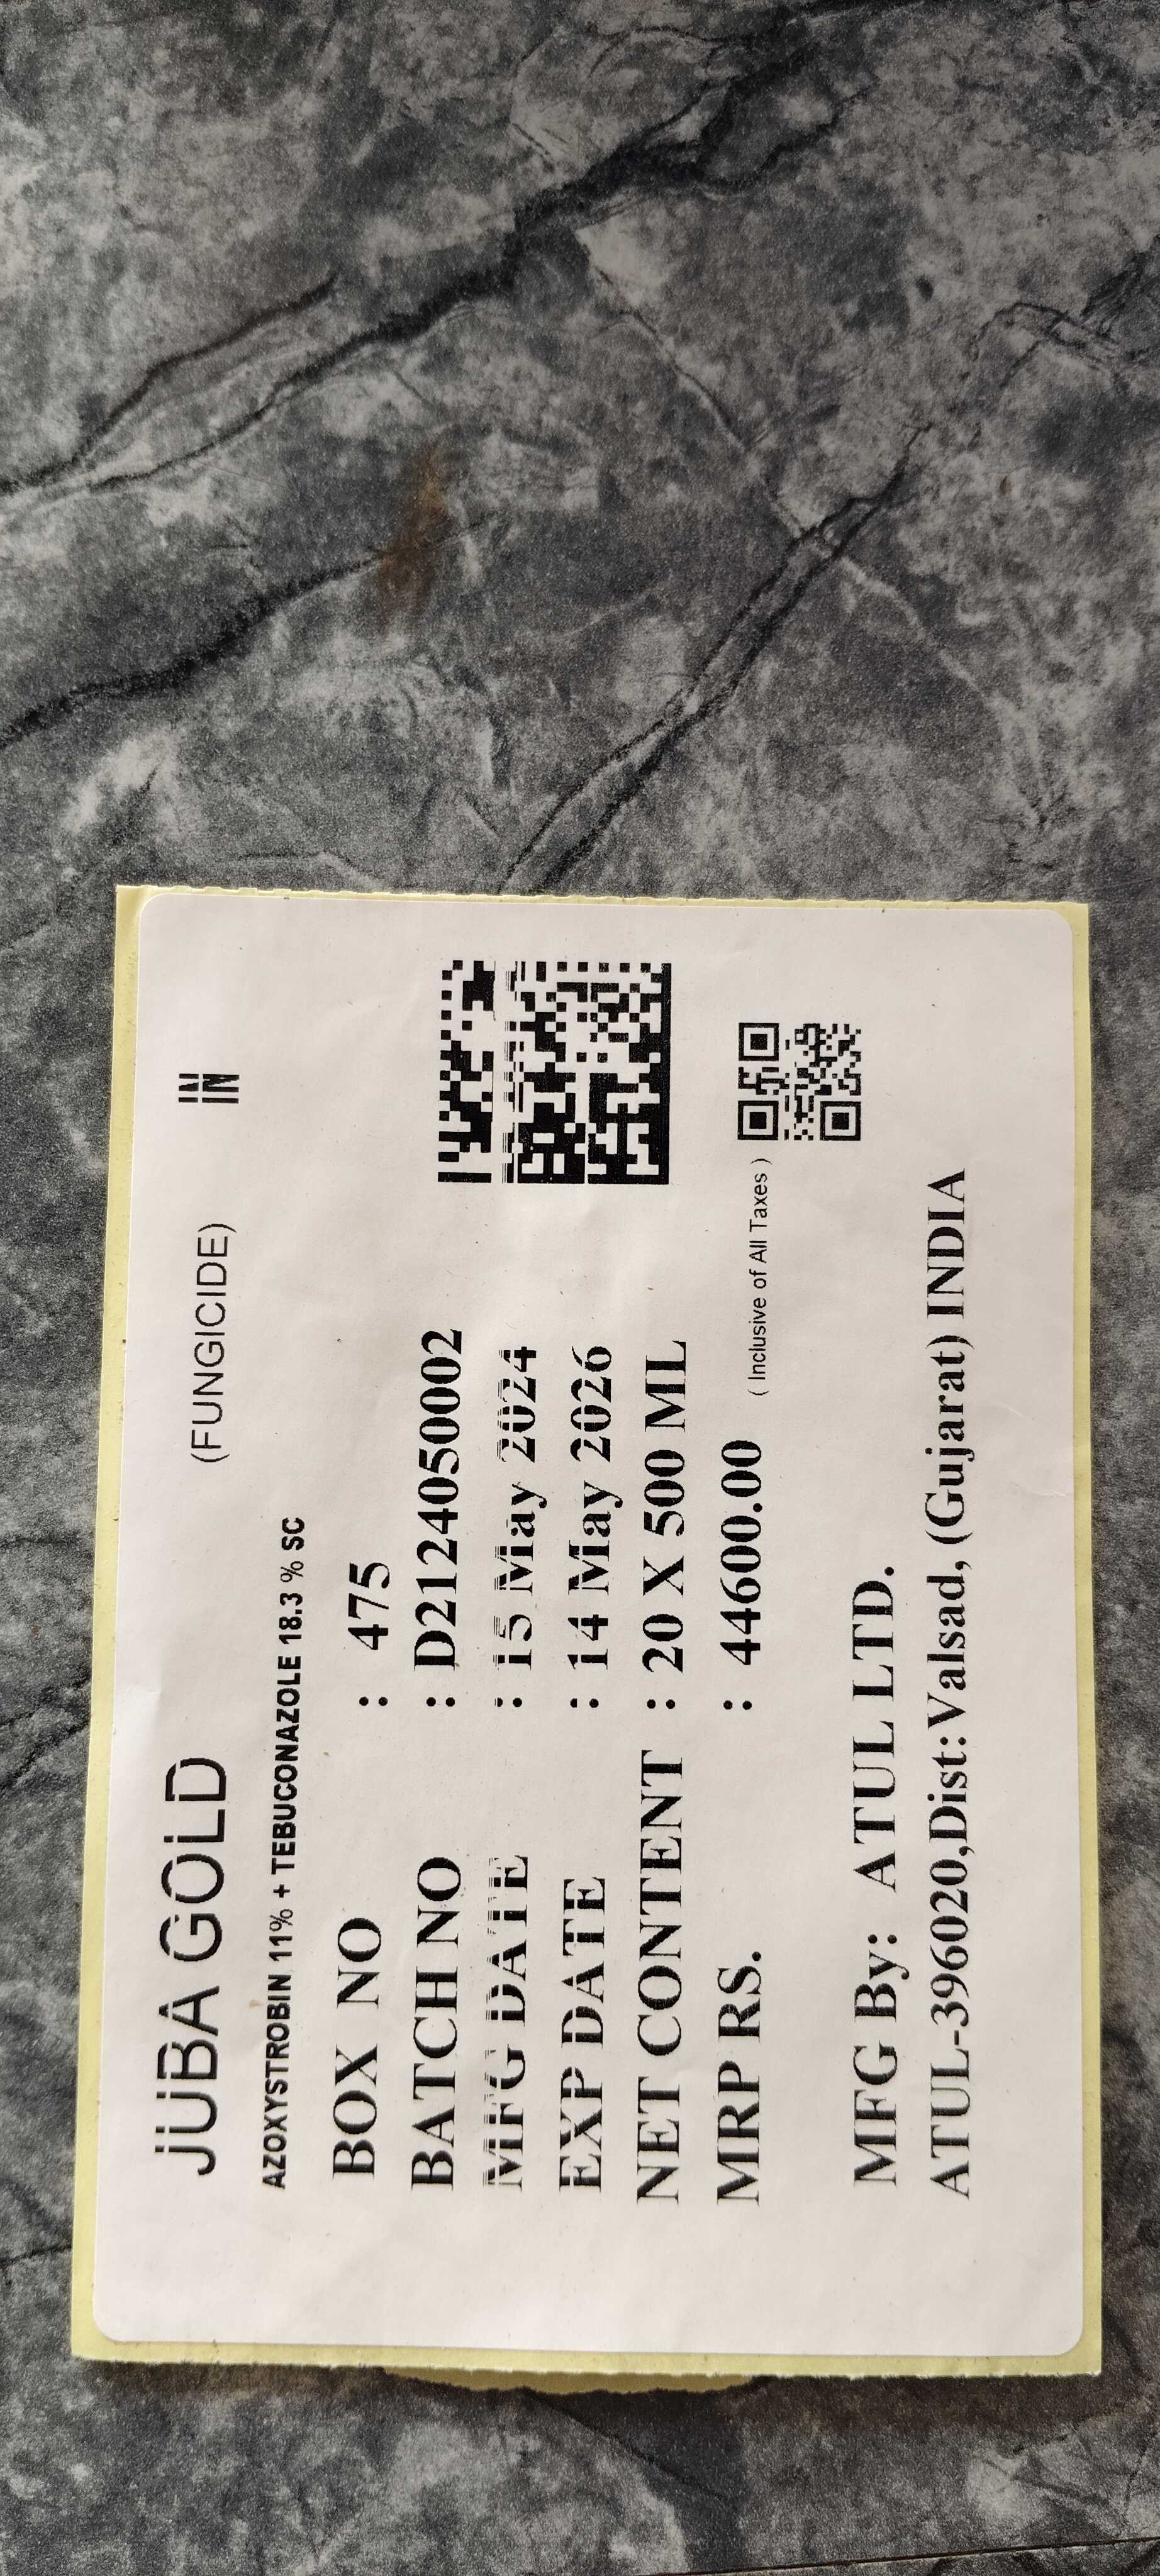 JUBA GOLD (FUNGICIDE) IN
AZOXYSTROBIN 11% + TEBUCONAZOLE 18.3 % SC
BOX NO : 475
BATCH NO : D2124050002
MFG DATE : 15 May 2024
EXP DATE : 14 May 2026
NET CONTENT : 20 X 500 ML
MRP RS. : 44600.00 ( Inclusive of All Taxes )
MFG By: ATUL LTD.
ATUL-396020,Dist:Valsad, (Gujarat) INDIA